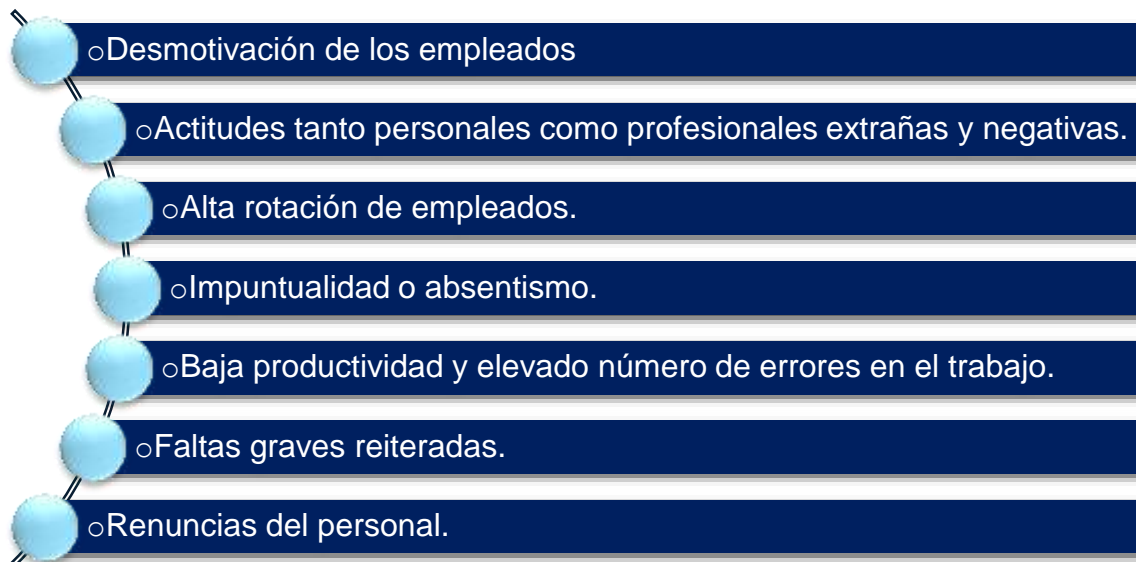 oDesmotivación de los empleados
oActitudes tanto personales como profesionales extrañas y negativas.
oAlta rotación de empleados.
oImpuntualidad o absentismo.
oBaja productividad y elevado número de errores en el trabajo.
oFaltas graves reiteradas.
oRenuncias del personal.